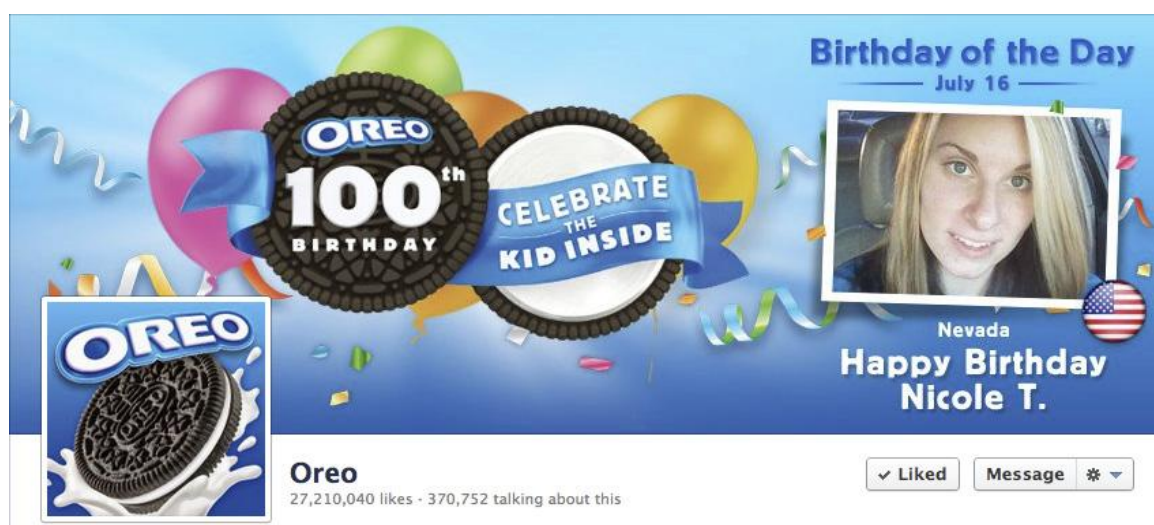 Birthday of the Day
July 16
OREO
100th
BIRTHDAY
CELEBRATE
THE
KID INSIDE
Nevada
Happy Birthday
Nicole T.
OREO
OREO
Oreo
27,210,040 likes · 370,752 talking about this
✓ Liked
Message